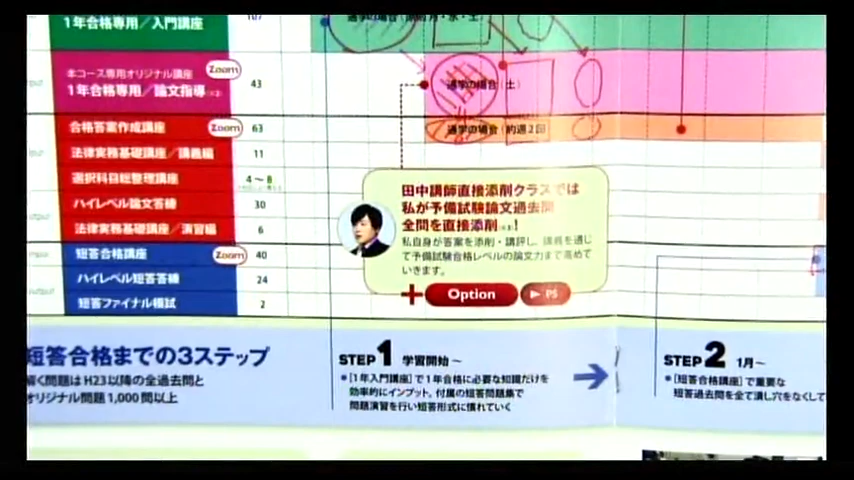 1年合格専用／入門講座
107
本コース専用オリジナル講座
Zoom
1年合格専用／論文指導
43
通学の場合（土）
合格答案作成講座
Zoom
63
通学の場合（約週2回
法律実務基礎講座／講義編
11
選択科目総整理講座
4～8
ハイレベル論文答練
30
法律実務基礎講座／演習編
6
短答合格講座
Zoom
40
ハイレベル短答答練
24
短答ファイナル模試
2
田中講師直接添削クラスでは
私が予備試験論文過去問
全問を直接添削！
私自身が答案を添削・講評し、講義を通じ
て予備試験合格レベルの論文力まで高めて
いきます。
+ Option ▶ P5
短答合格までの3ステップ
解く問題はH23以降の全過去問と
オリジナル問題1,000問以上
STEP1 学習開始～
●［1年入門講座］で1年合格に必要な知識だけを
効率的にインプット。付属の短答問題集で
問題演習を行い短答形式に慣れていく
STEP2 1月～
●［短答合格講座］で重要な
短答過去問を全て潰し穴をなくして